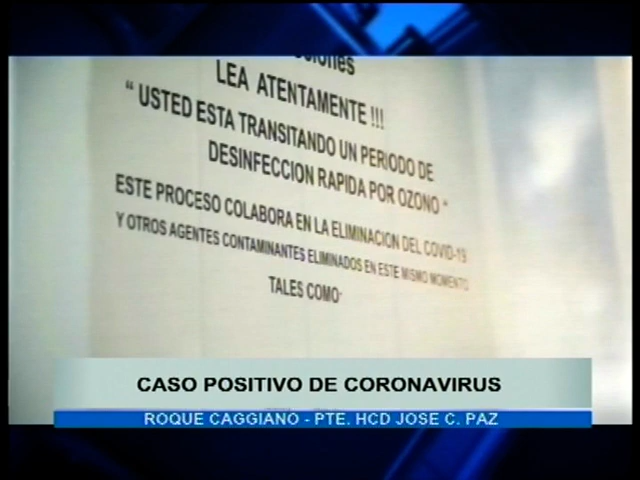 LEA ATENTAMENTE !!!
" USTED ESTA TRANSITANDO UN PERIODO DE
DESINFECCION RAPIDA POR OZONO "
ESTE PROCESO COLABORA EN LA ELIMINACION DEL COVID-19
Y OTROS AGENTES CONTAMINANTES ELIMINADOS EN ESTE MISMO MOMENTO
TALES COMO:
CASO POSITIVO DE CORONAVIRUS
ROQUE CAGGIANO - PTE. HCD JOSE C. PAZ